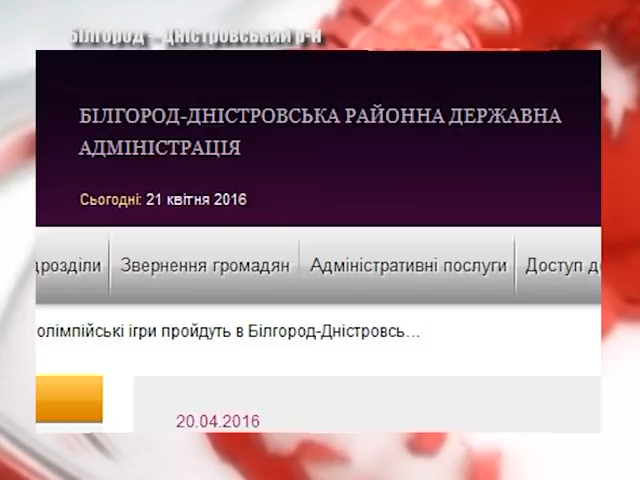 Білгород - Дністровський р-н
БІЛГОРОД-ДНІСТРОВСЬКА РАЙОННА ДЕРЖАВНА
АДМІНІСТРАЦІЯ
Сьогодні: 21 квітня 2016
дрозділи Звернення громадян Адміністративні послуги Доступ до
олімпійські ігри пройдуть в Білгород-Дністровсь...
20.04.2016